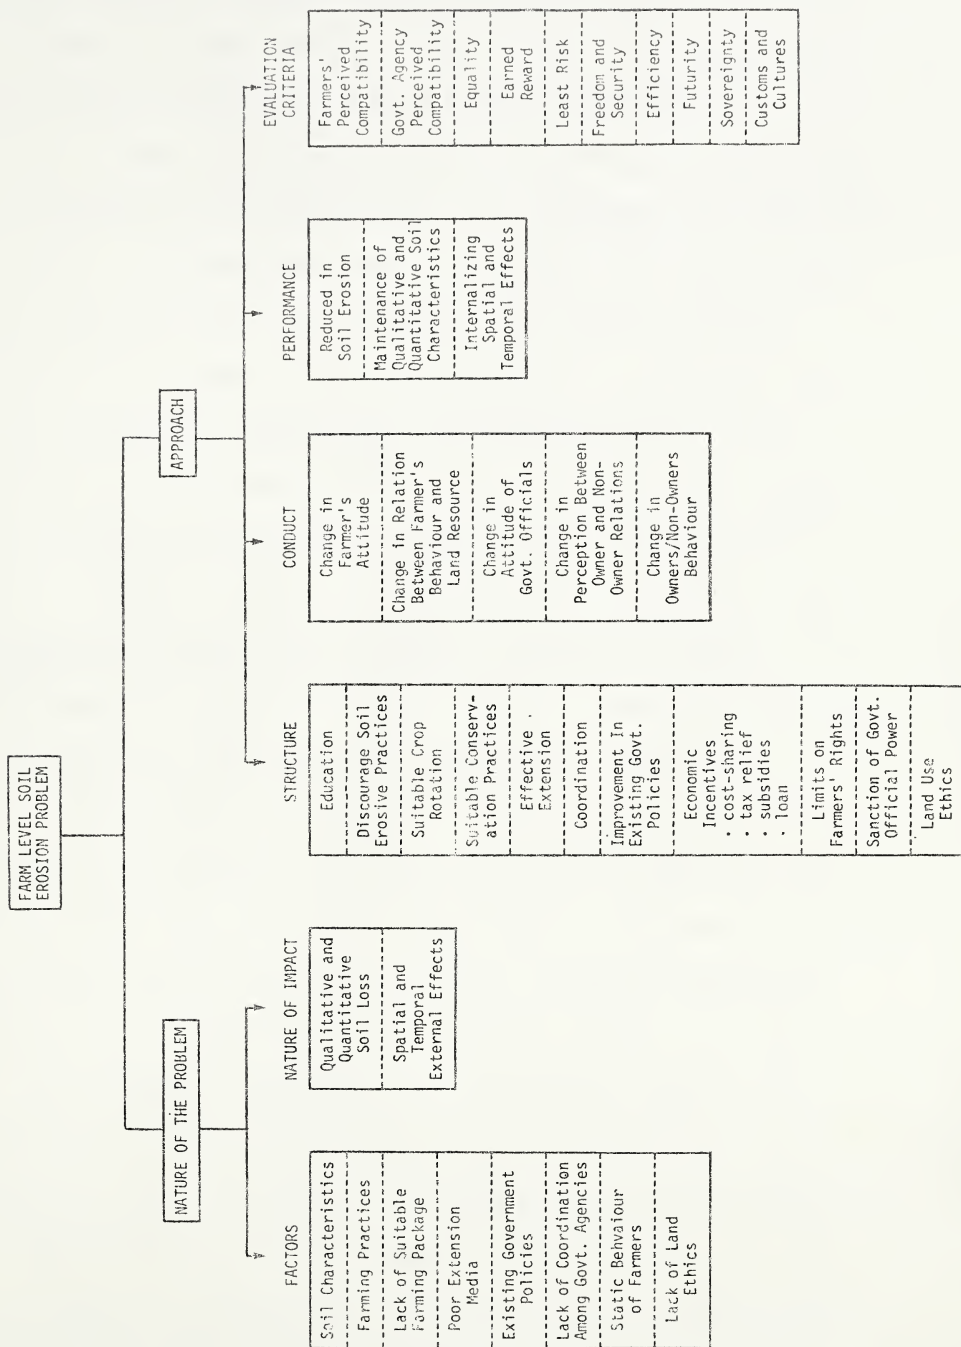 FARM LEVEL SOIL
EROSION PROBLEM
NATURE OF THE PROBLEM
APPROACH
FACTORS
Soil Characteristics
Farming Practices
Lack of Suitable
Farming Package
Poor Extension
Media
Existing Government
Policies
Lack of Coordination
Among Govt. Agencies
Static Behvaiour
of Farmers
Lack of Land
Ethics
NATURE OF IMPACT
Qualitative and
Quantitative
Soil Loss
Spatial and
Temporal
External Effects
STRUCTURE
Education
Discourage Soil
Erosive Practices
Suitable Crop
Rotation
Suitable Conserv-
ation Practices
Effective .
Extension
Coordination
Improvement In
Existing Govt.
Policies
Economic
Incentives
· cost-sharing
· tax relief
· subsidies
· loan
Limits on
Farmers' Rights
Sanction of Govt.
Official Power
Land Use
Ethics
CONDUCT
Change in
Farmer's
Attitude
Change in Relation
Between Farmer's
Behaviour and
Land Resource
Change in
Attitude of
Govt. Officials
Change in
Perception Between
Owner and Non-
Owner Relations
Change in
Owners/Non-Owners
Behaviour
PERFORMANCE
Reduced in
Soil Erosion
Maintenance of
Qualitative and
Quantitative Soil
Characteristics
Internalizing
Spatial and
Temporal Effects
EVALUATION
CRITERIA
Farmers'
Perceived
Compatibility
Govt. Agency
Perceived
Compatibility
Equality
Earned
Reward
Least Risk
Freedom and
Security
Efficiency
Futurity
Sovereignty
Customs and
Cultures